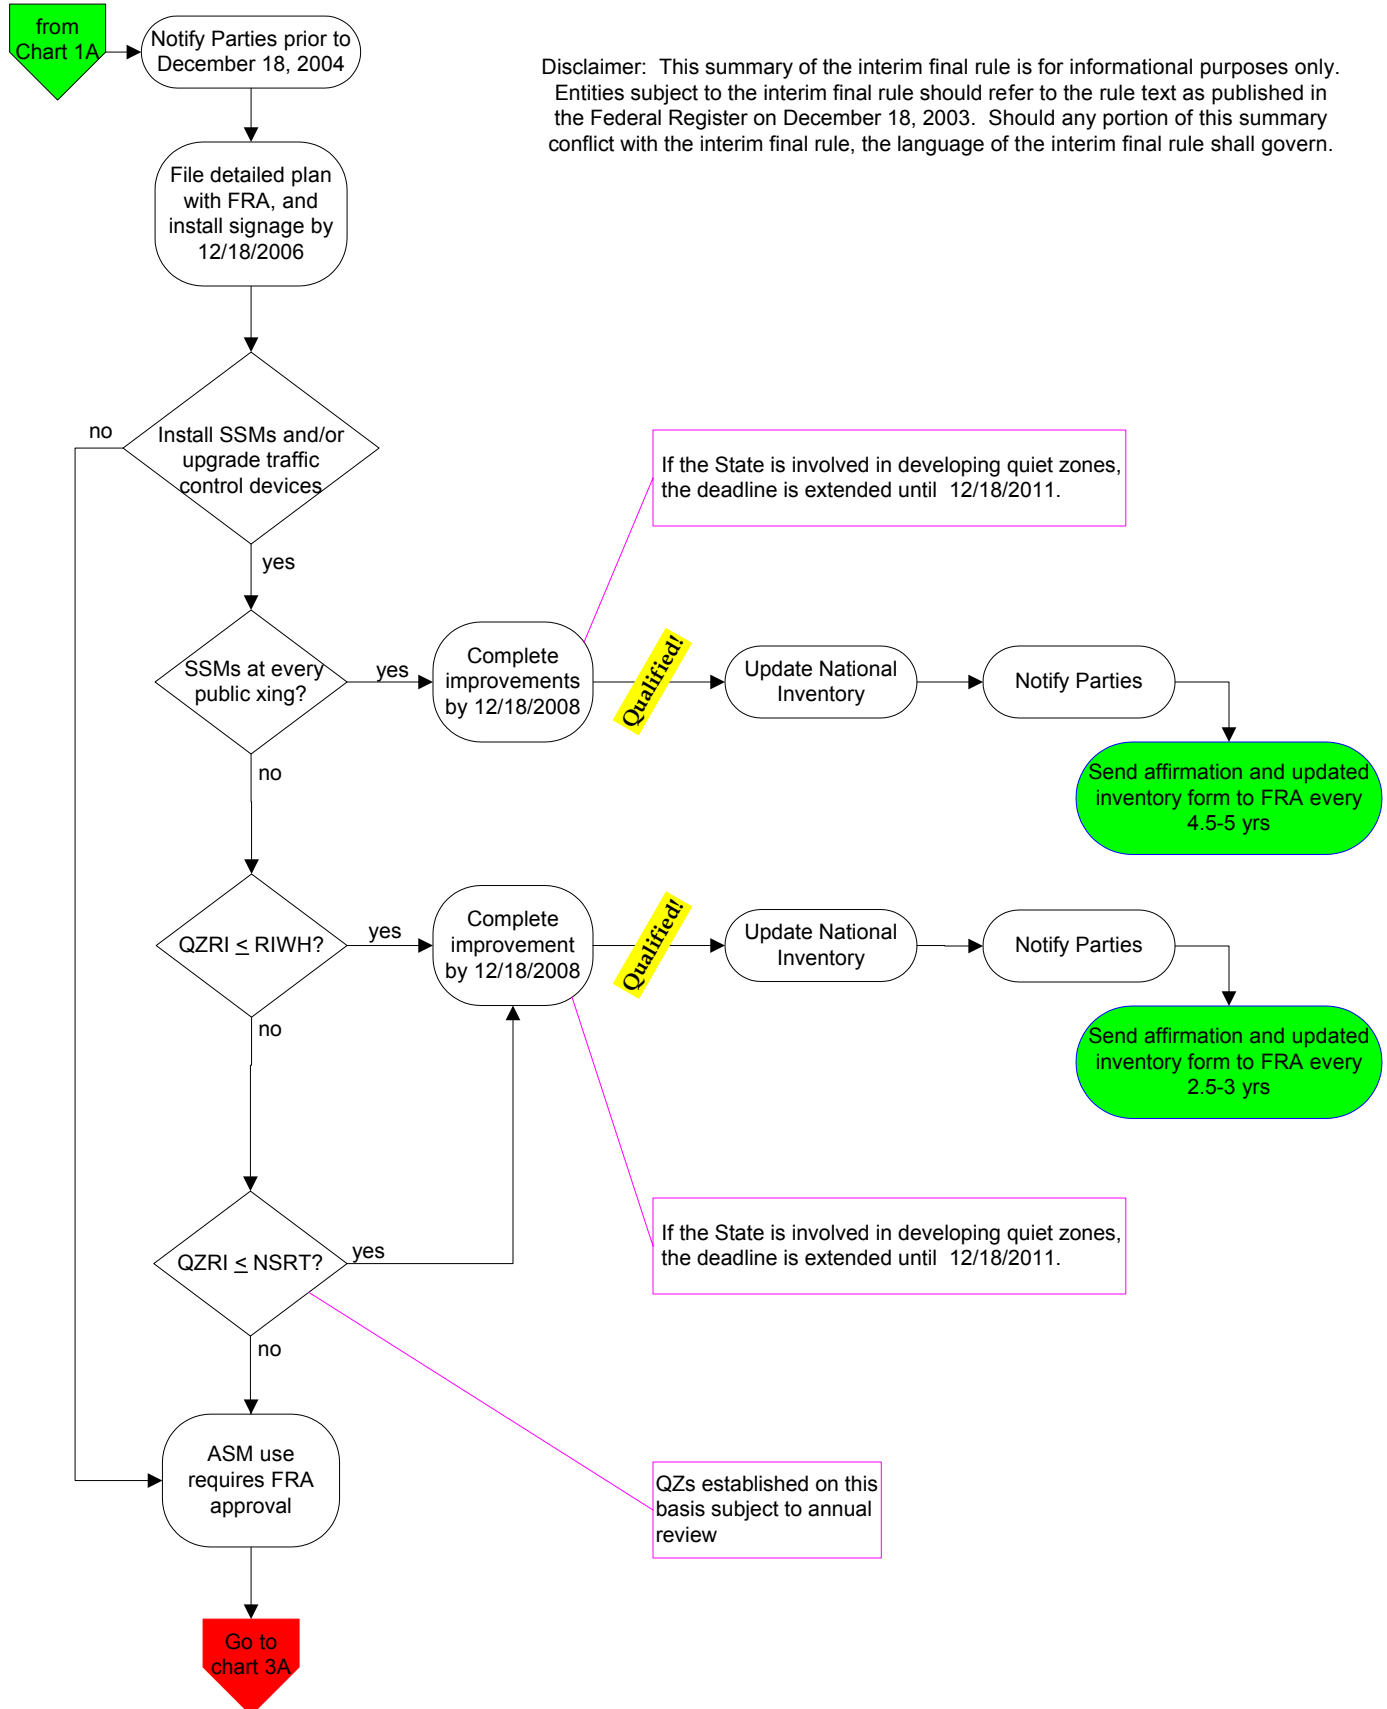 from
Chart 1A
Notify Parties prior to
December 18, 2004
Disclaimer: This summary of the interim final rule is for informational purposes only.
Entities subject to the interim final rule should refer to the rule text as published in
the Federal Register on December 18, 2003. Should any portion of this summary
conflict with the interim final rule, the language of the interim final rule shall govern.
File detailed plan
with FRA, and
install signage by
12/18/2006
no
Install SSMs and/or
upgrade traffic
control devices
yes
If the State is involved in developing quiet zones,
the deadline is extended until 12/18/2011.
SSMs at every
public xing?
yes
Complete
improvements
by 12/18/2008
Qualified!
Update National
Inventory
Notify Parties
Send affirmation and updated
inventory form to FRA every
4.5-5 yrs
no
QZRI ≤ RIWH?
yes
Complete
improvement
by 12/18/2008
Qualified!
Update National
Inventory
Notify Parties
Send affirmation and updated
inventory form to FRA every
2.5-3 yrs
no
If the State is involved in developing quiet zones,
the deadline is extended until 12/18/2011.
QZRI ≤ NSRT?
yes
no
ASM use
requires FRA
approval
QZs established on this
basis subject to annual
review
Go to
chart 3A